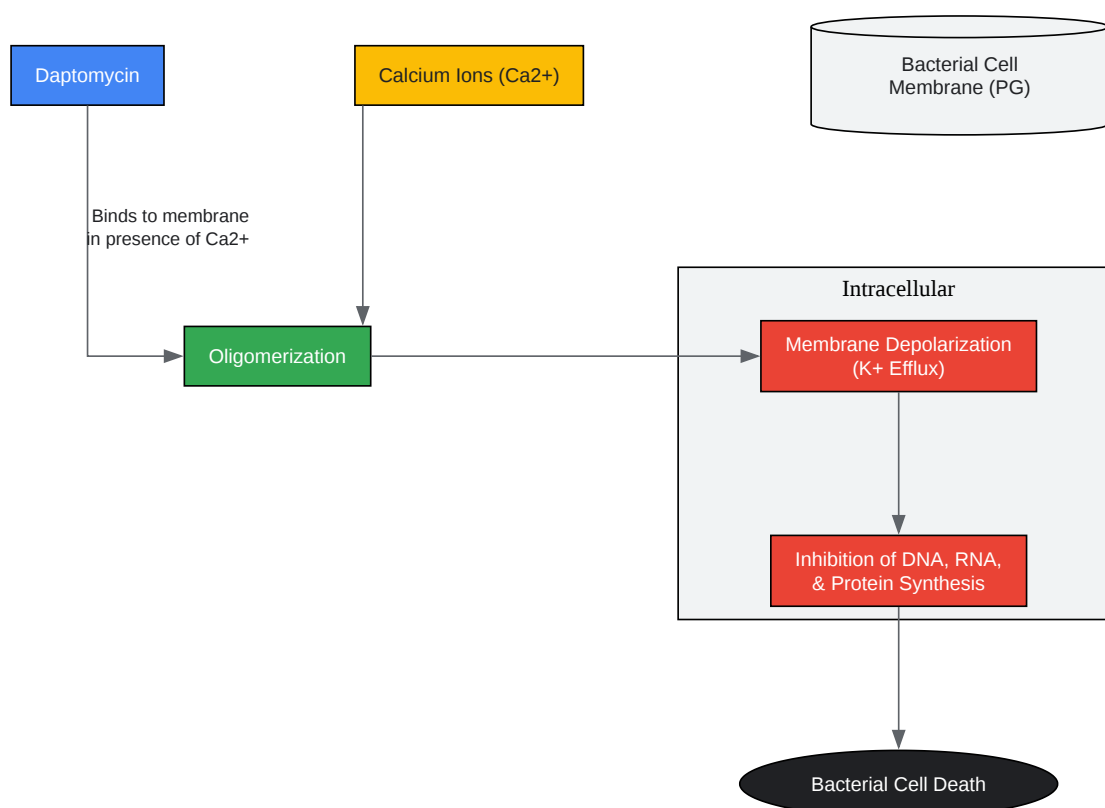 Daptomycin
Calcium Ions (Ca2+)
Bacterial Cell
Membrane (PG)
Binds to membrane
in presence of Ca2+
Intracellular
Oligomerization
Membrane Depolarization
(K+ Efflux)
Inhibition of DNA, RNA,
& Protein Synthesis
Bacterial Cell Death